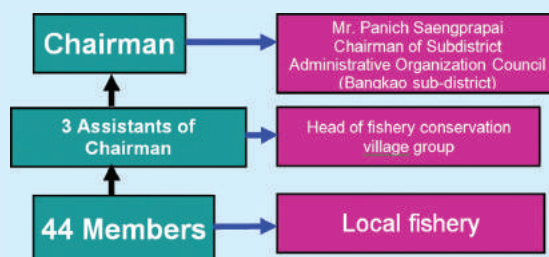 Chairman
Mr. Panich Saengprapai
Chairman of Subdistrict
Administrative Organization Council
(Bangkao sub-district)
3 Assistants of
Chairman
Head of fishery conservation
village group
44 Members
Local fishery